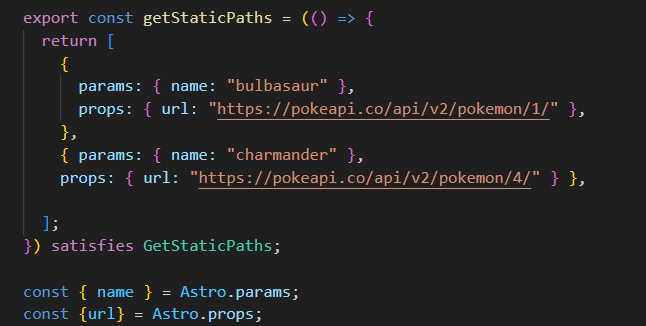 export const getStaticPaths = (() => {
return [
{
params: { name: "bulbasaur" },
props: { url: "https://pokeapi.co/api/v2/pokemon/1/" },
},
{ params: { name: "charmander" },
props: { url: "https://pokeapi.co/api/v2/pokemon/4/" } },
];
}) satisfies GetStaticPaths;
const { name } = Astro.params;
const {url} = Astro.props;